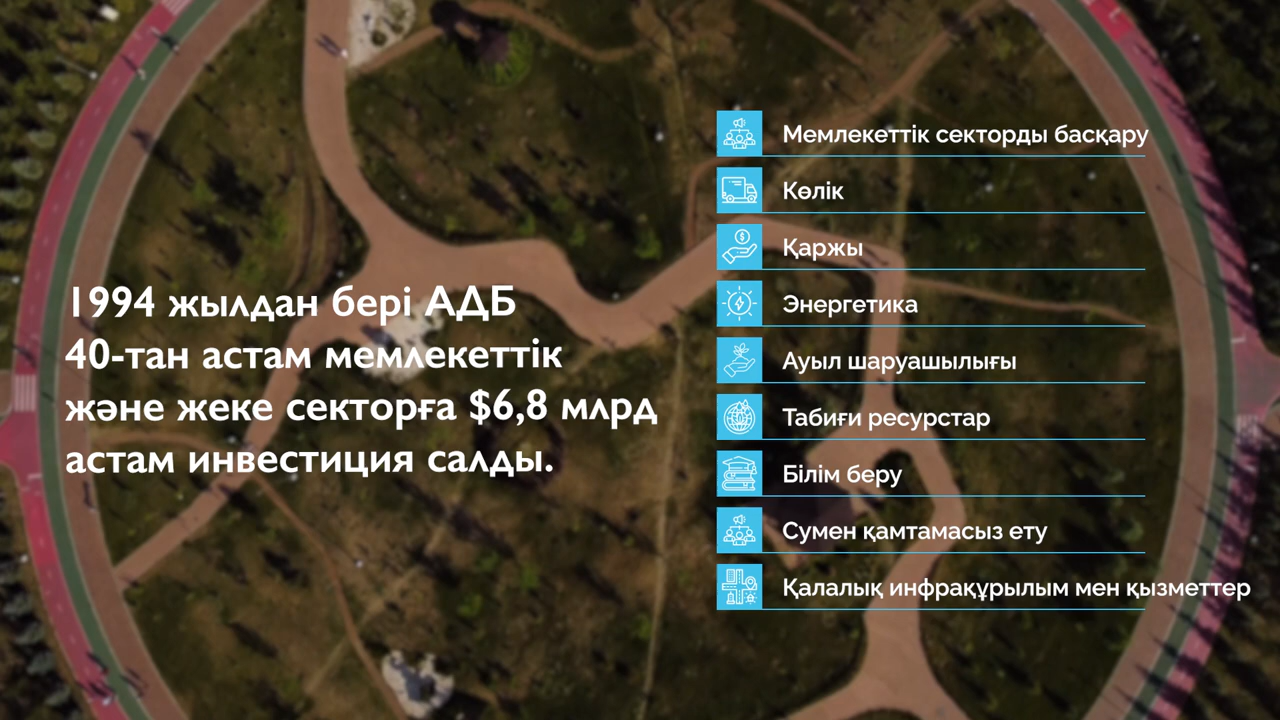 1994 жылдан бері АДБ
40-тан астам мемлекеттік
және жеке секторға $6,8 млрд
астам инвестиция салды.
Мемлекеттік секторды басқару
Көлік
Қаржы
Энергетика
Ауыл шаруашылығы
Табиғи ресурстар
Білім беру
Сумен қамтамасыз ету
Қалалық инфрақұрылым мен қызметтер